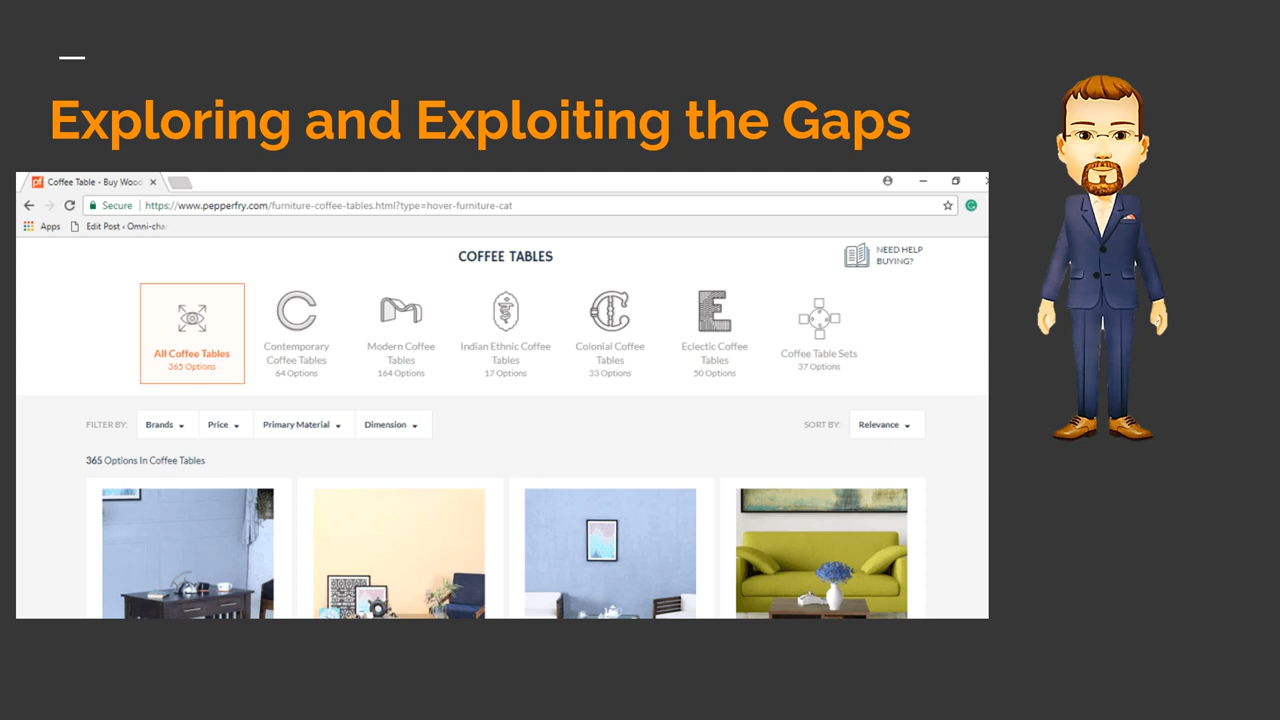 Exploring and Exploiting the Gaps
Coffee Table - Buy Wood
Secure
https://www.pepperfry.com/furniture-coffee-tables.html?type=hover-furniture-cat
Apps
Edit Post ‹ Omni-cha
COFFEE TABLES
NEED HELP
BUYING?
All Coffee Tables
365 Options
Contemporary
Coffee Tables
64 Options
Modern Coffee
Tables
164 Options
Indian Ethnic Coffee
Tables
17 Options
Colonial Coffee
Tables
33 Options
Eclectic Coffee
Tables
50 Options
Coffee Table Sets
37 Options
FILTER BY: Brands Price Primary Material Dimension
SORT BY: Relevance
365 Options In Coffee Tables